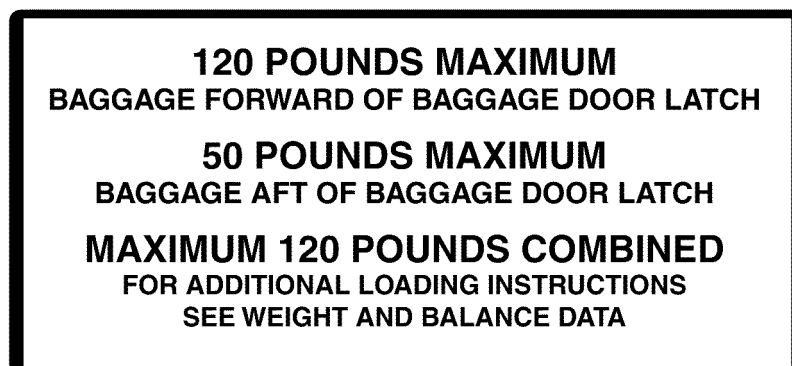 120 POUNDS MAXIMUM
BAGGAGE FORWARD OF BAGGAGE DOOR LATCH
50 POUNDS MAXIMUM
BAGGAGE AFT OF BAGGAGE DOOR LATCH
MAXIMUM 120 POUNDS COMBINED
FOR ADDITIONAL LOADING INSTRUCTIONS
SEE WEIGHT AND BALANCE DATA